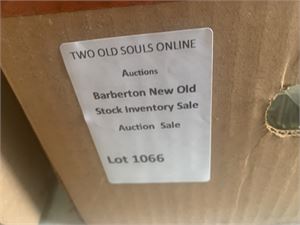 TWO OLD SOULS ONLINE
Auctions
Barberton New Old
Stock Inventory Sale
Auction Sale
Lot 1066